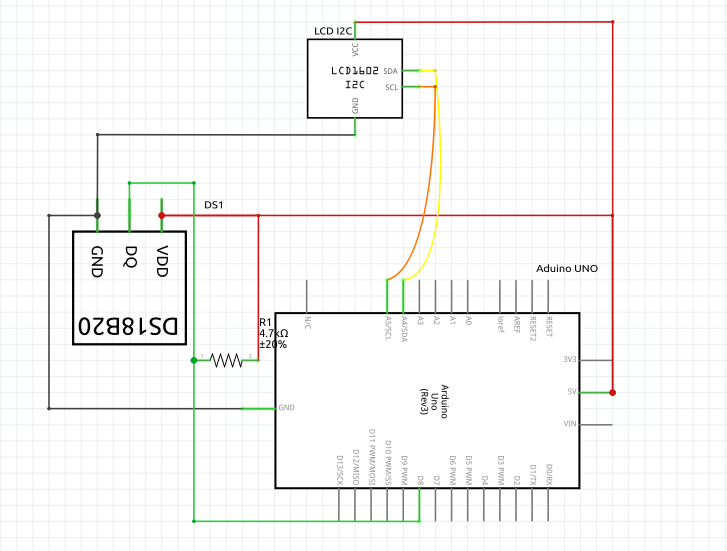 LCD I2C
VCC
LCD1602
I2C
SDA
SCL
GND
DS1
GND
DQ
VDD
DS18B20
Aduino UNO
N/C
A5/SCL
A4/SDA
A3
A2
A1
A0
Ioref
AREF
RESET2
RESET
R1
4.7kΩ
±20%
1
2
3V3
5V
VIN
GND
Arduino
Uno
(Rev3)
D13/SCK
D12/MISO
D11 PWM/MOSI
D10 PWM/SS
D9 PWM
D8
D7
D6 PWM
D5 PWM
D4
D3 PWM
D2
D1/TX
D0/RX